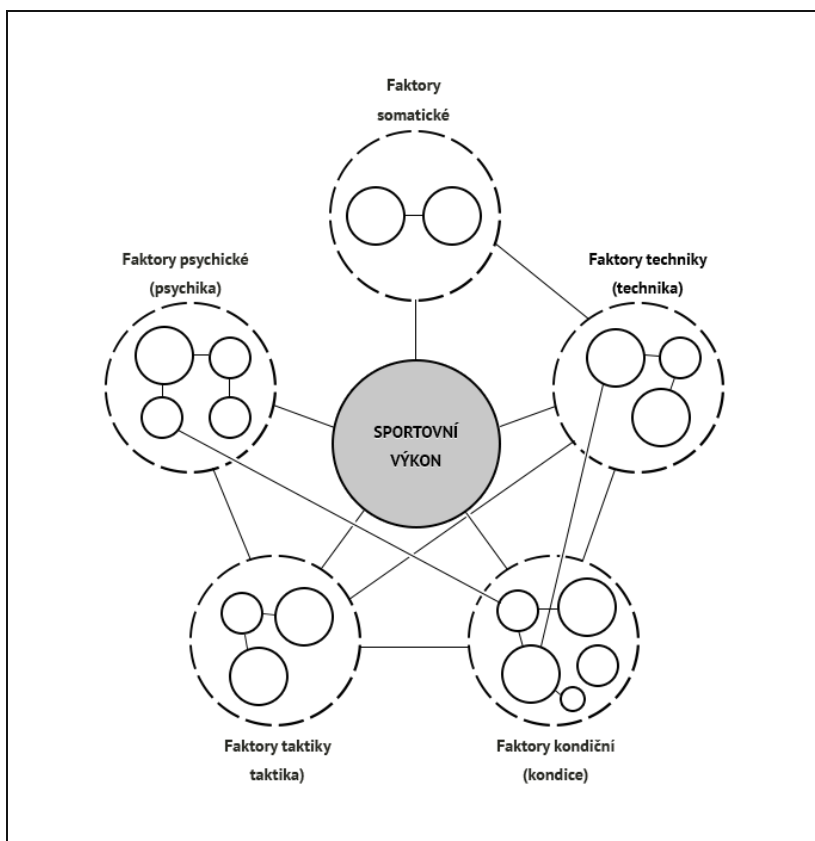 Faktory
somatické
Faktory psychické
(psychika)
Faktory techniky
(technika)
SPORTOVNÍ
VÝKON
Faktory taktiky
taktika)
Faktory kondiční
(kondice)